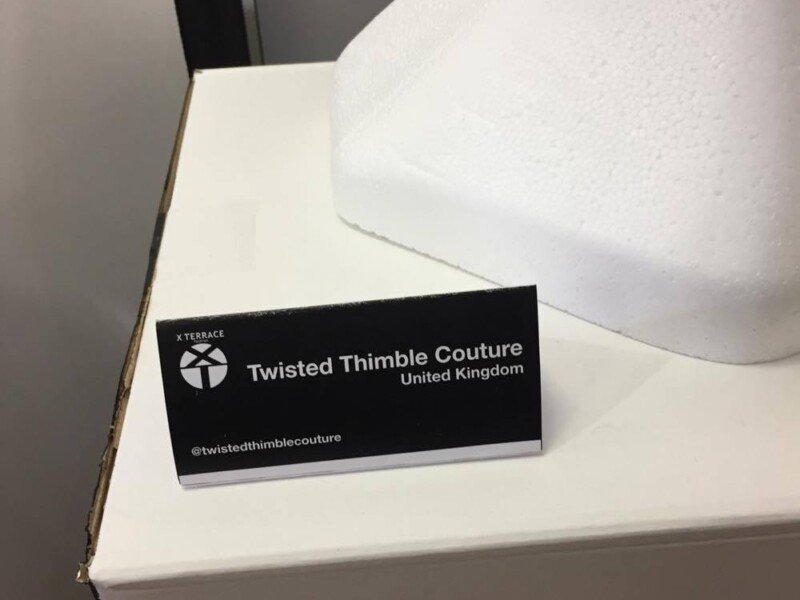 X TERRACE
Twisted Thimble Couture
United Kingdom
@twistedthimblecouture